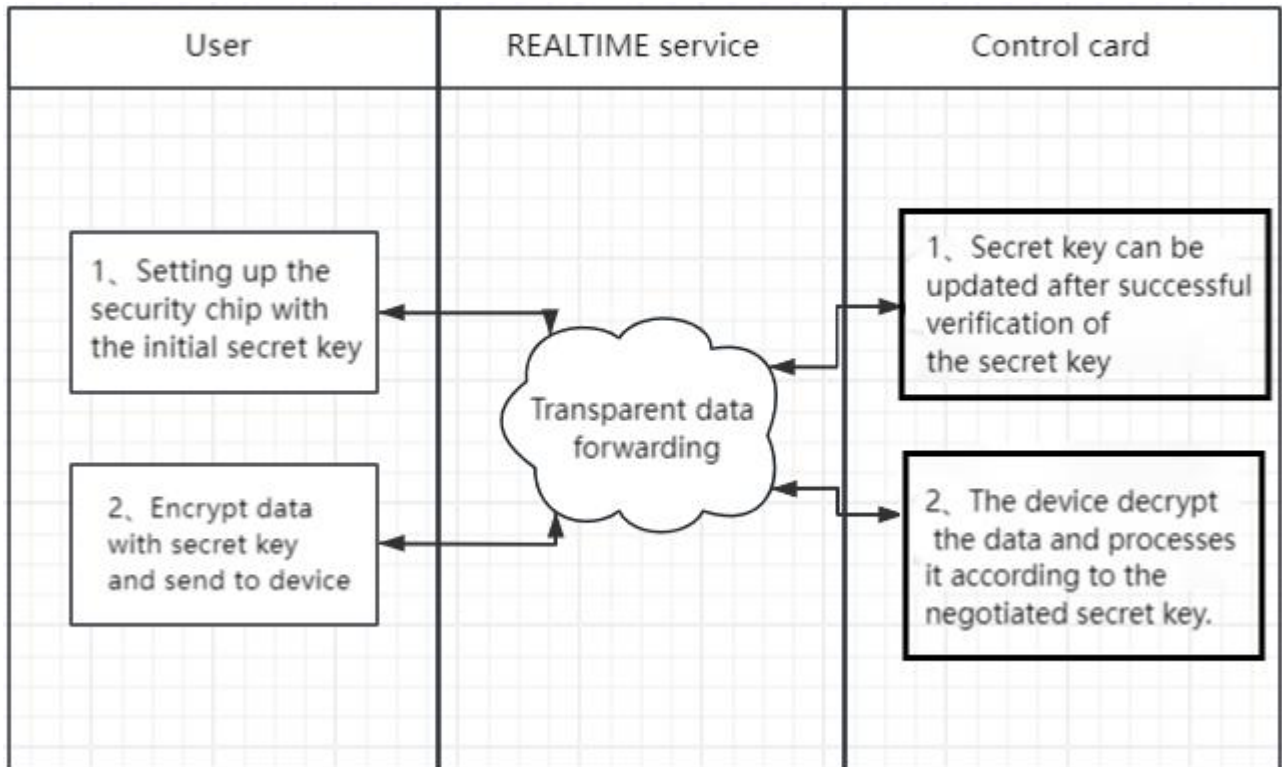 User
REALTIME service
Control card
1、Setting up the
security chip with
the initial secret key
2、Encrypt data
with secret key
and send to device
Transparent data
forwarding
1、Secret key can be
updated after successful
verification of
the secret key
2、The device decrypt
the data and processes
it according to the
negotiated secret key.